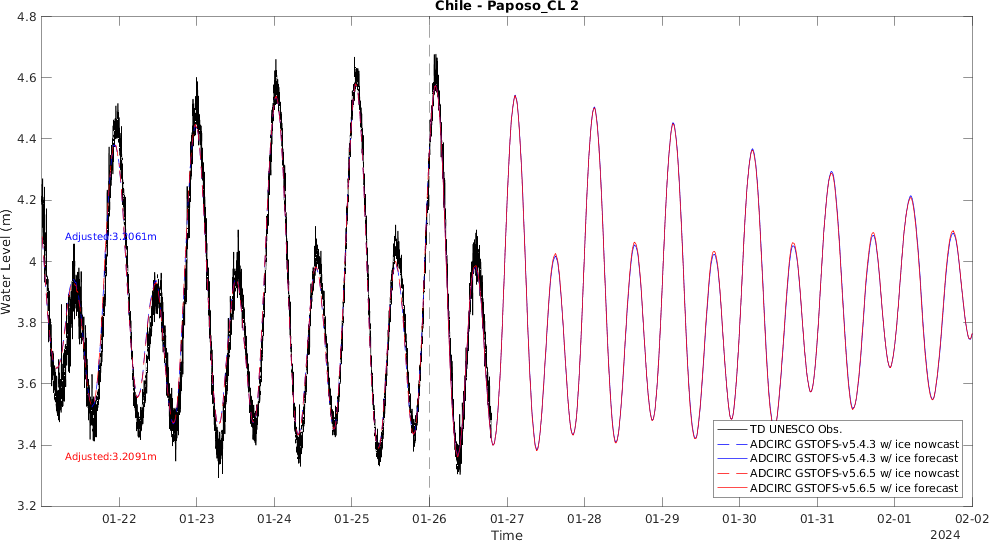 Chile - Paposo_CL 2
4.8
4.6
4.4
4.2
4
3.8
3.6
3.4
3.2
Water Level (m)
Adjusted:3.2061m
Adjusted:3.2091m
TD UNESCO Obs.
ADCIRC GSTOFS-v5.4.3 w/ ice nowcast
ADCIRC GSTOFS-v5.4.3 w/ ice forecast
ADCIRC GSTOFS-v5.6.5 w/ ice nowcast
ADCIRC GSTOFS-v5.6.5 w/ ice forecast
01-22 01-23 01-24 01-25 01-26 01-27 01-28 01-29 01-30 01-31 02-01 02-02
Time
2024